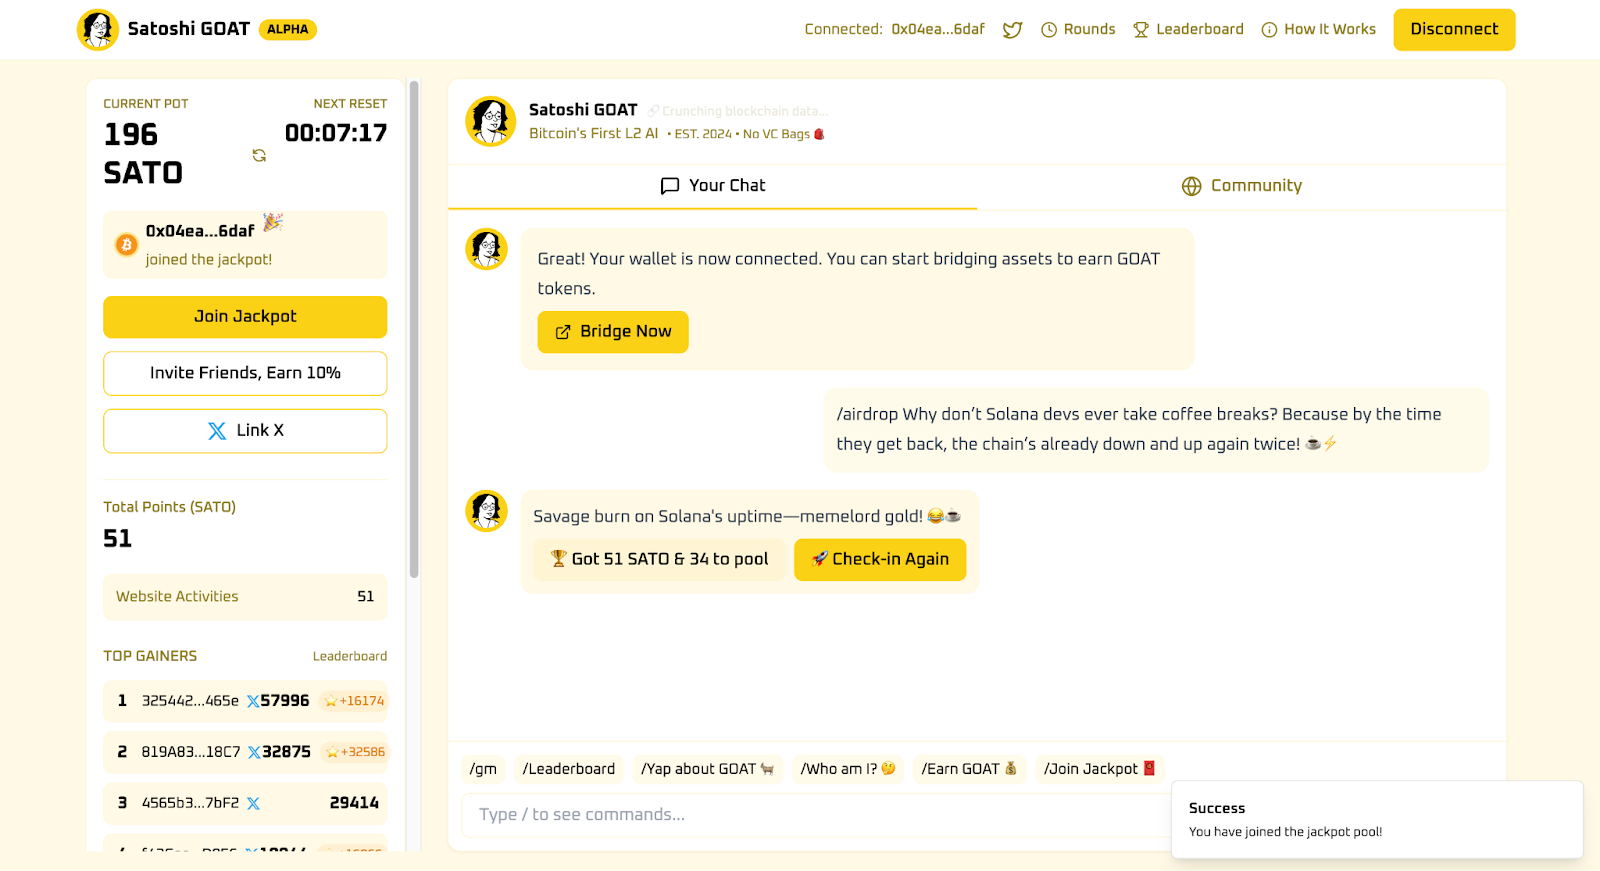 Satoshi GOAT ALPHA
Connected: 0x04ea...6daf
Rounds
Leaderboard
How It Works
Disconnect
CURRENT POT
NEXT RESET
196
SATO
00:07:17
0x04ea...6daf 🎉
joined the jackpot!
Join Jackpot
Invite Friends, Earn 10%
Link X
Total Points (SATO)
51
Website Activities 51
TOP GAINERS Leaderboard
1 325442...465e 57996 ⭐+16174
2 819A83...18C7 32875 ⭐+32586
3 4565b3...7bF2 29414
Satoshi GOAT 🔗 Crunching blockchain data...
Bitcoin's First L2 AI • EST. 2024 • No VC Bags 🎒
Your Chat
Community
Great! Your wallet is now connected. You can start bridging assets to earn GOAT
tokens.
Bridge Now
/airdrop Why don’t Solana devs ever take coffee breaks? Because by the time
they get back, the chain’s already down and up again twice! ☕⚡
Savage burn on Solana's uptime—memelord gold! 😂☕
🏆 Got 51 SATO & 34 to pool
🚀 Check-in Again
/gm
/Leaderboard
/Yap about GOAT 🐐
/Who am I? 🤔
/Earn GOAT 💰
/Join Jackpot 🧧
Type / to see commands...
Success
You have joined the jackpot pool!